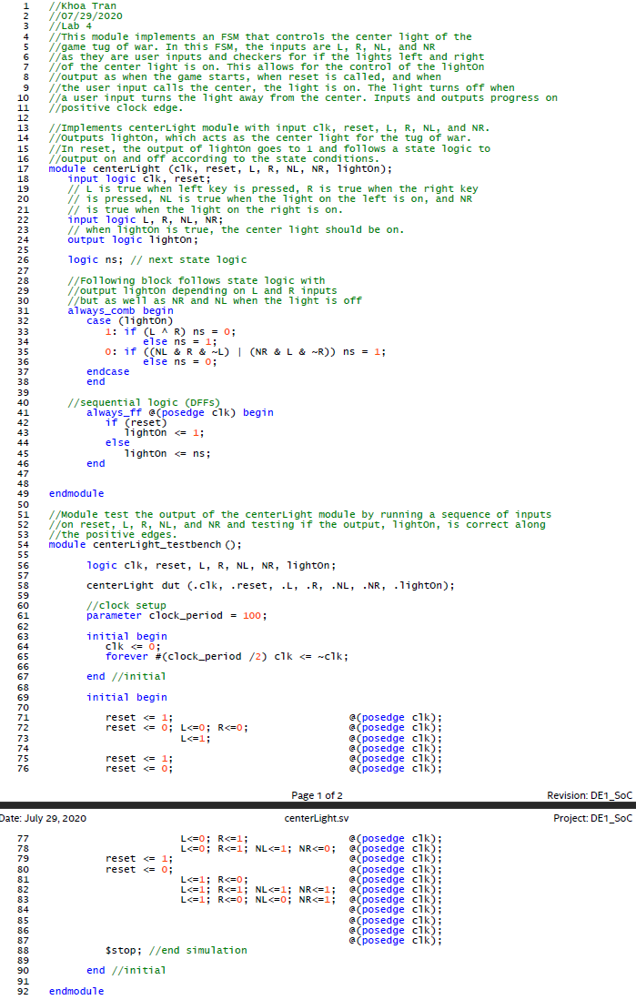 1 //Khoa Tran
2 //07/29/2020
3 //Lab 4
4 //This module implements an FSM that controls the center light of the
5 //game tug of war. In this FSM, the inputs are L, R, NL, and NR
6 //as they are user inputs and checkers for if the lights left and right
7 //of the center light is on. This allows for the control of the lightOn
8 //output as when the game starts, when reset is called, and when
9 //the user input calls the center, the light is on. The light turns off when
10 //a user input turns the light away from the center. Inputs and outputs progress on
11 //positive clock edge.
12
13 //Implements centerLight module with input clk, reset, L, R, NL, and NR.
14 //Outputs lightOn, which acts as the center light for the tug of war.
15 //In reset, the output of lightOn goes to 1 and follows a state logic to
16 //output on and off according to the state conditions.
17 module centerLight (clk, reset, L, R, NL, NR, lightOn);
18 input logic clk, reset;
19 // L is true when left key is pressed, R is true when the right key
20 // is pressed, NL is true when the light on the left is on, and NR
21 // is true when the light on the right is on.
22 input logic L, R, NL, NR;
23 // when lightOn is true, the center light should be on.
24 output logic lightOn;
25
26 logic ns; // next state logic
27
28 //Following block follows state logic with
29 //output lightOn depending on L and R inputs
30 //but as well as NR and NL when the light is off
31 always_comb begin
32 case (lightOn)
33 1: if (L ^ R) ns = 0;
34 else ns = 1;
35 0: if ((NL & R & ~L) | (NR & L & ~R)) ns = 1;
36 else ns = 0;
37 endcase
38 end
39
40 //sequential logic (DFFs)
41 always_ff @(posedge clk) begin
42 if (reset)
43 lightOn <= 1;
44 else
45 lightOn <= ns;
46 end
47
48
49 endmodule
50
51 //Module test the output of the centerLight module by running a sequence of inputs
52 //on reset, L, R, NL, and NR and testing if the output, lightOn, is correct along
53 //the positive edges.
54 module centerLight_testbench ();
55
56 logic clk, reset, L, R, NL, NR, lightOn;
57
58 centerLight dut (.clk, .reset, .L, .R, .NL, .NR, .lightOn);
59
60 //clock setup
61 parameter clock_period = 100;
62
63 initial begin
64 clk <= 0;
65 forever #(clock_period /2) clk <= ~clk;
66
67 end //initial
68
69 initial begin
70
71 reset <= 1; @(posedge clk);
72 reset <= 0; L<=0; R<=0; @(posedge clk);
73 L<=1; @(posedge clk);
74 @(posedge clk);
75 reset <= 1; @(posedge clk);
76 reset <= 0; @(posedge clk);
Page 1 of 2 Revision: DE1_SoC
Date: July 29, 2020 centerLight.sv Project: DE1_SoC
77 L<=0; R<=1; @(posedge clk);
78 L<=0; R<=1; NL<=1; NR<=0; @(posedge clk);
79 reset <= 1; @(posedge clk);
80 reset <= 0; @(posedge clk);
81 L<=1; R<=0; @(posedge clk);
82 L<=1; R<=1; NL<=1; NR<=1; @(posedge clk);
83 L<=1; R<=0; NL<=0; NR<=1; @(posedge clk);
84 @(posedge clk);
85 @(posedge clk);
86 @(posedge clk);
87 @(posedge clk);
88 $stop; //end simulation
89
90 end //initial
91
92 endmodule